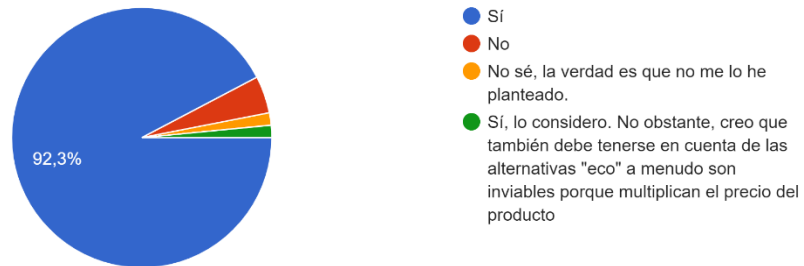 92,3%
Sí
No
No sé, la verdad es que no me lo he
planteado.
Sí, lo considero. No obstante, creo que
también debe tenerse en cuenta de las
alternativas "eco" a menudo son
inviables porque multiplican el precio del
producto